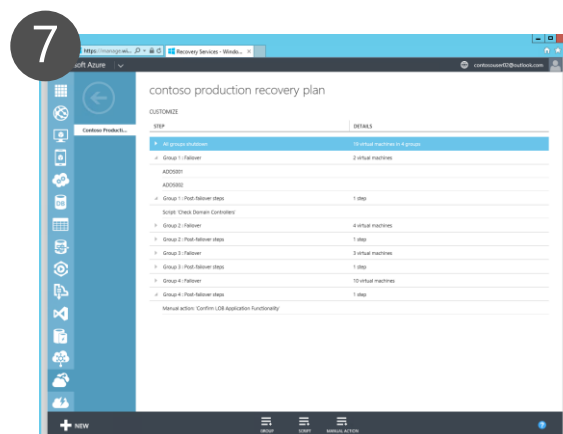 7
https://manage.wi...
Recovery Services - Windo...
soft Azure
contosouser02@outlook.com
contoso production recovery plan
Contoso Producti...
CUSTOMIZE
STEP DETAILS
All groups shutdown 19 virtual machines in 4 groups
Group 1 : Failover 2 virtual machines
ADDS001
ADDS002
Group 1 : Post-failover steps 1 step
Script: 'Check Domain Controllers'
Group 2 : Failover 4 virtual machines
Group 2 : Post-failover steps 1 step
Group 3 : Failover 3 virtual machines
Group 3 : Post-failover steps 1 step
Group 4 : Failover 10 virtual machines
Group 4 : Post-failover steps 1 step
Manual action: 'Confirm LOB Application Functionality'
DB
NEW
GROUP SCRIPT MANUAL ACTION
?